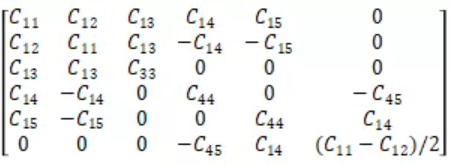 C₁₁ C₁₂ C₁₃ C₁₄ C₁₅ 0
C₁₂ C₁₁ C₁₃ −C₁₄ − C₁₅ 0
C₁₃ C₁₃ C₃₃ 0 0 0
C₁₄ −C₁₄ 0 C₄₄ 0 − C₄₅
C₁₅ −C₁₅ 0 0 C₄₄ C₁₄
0 0 0 −C₄₅ C₁₄ (C₁₁ − C₁₂)/2